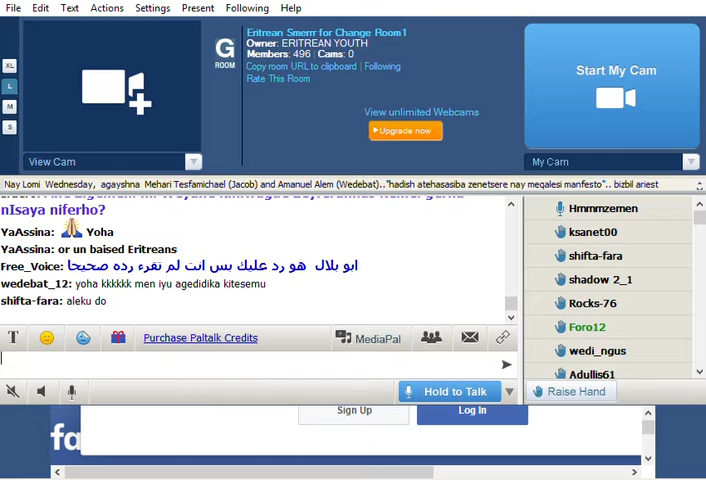 File Edit Text Actions Settings Present Following Help
XL
L
M
S
View Cam
G
ROOM
Eritrean Smerrr for Change Room1
Owner: ERITREAN YOUTH
Members: 496 | Cams: 0
Copy room URL to clipboard | Following
Rate This Room
View unlimited Webcams
Upgrade now
Start My Cam
My Cam
Nay Lomi Wednesday, agayshna Mehari Tesfamichael (Jacob) and Amanuel Alem (Wedebat).."hadish atehasasiba zenetsere nay meqalesi manfesto".. bizbil ariest
nIsaya niferho?
YaAssina: Yoha
YaAssina: or un baised Eritreans
Free_Voice: ابو بلال هو رد عليك بس انت لم تقرء رده صحيحا
wedebat_12: yoha kkkkkk men iyu agedidika kitesemu
shifta-fara: aleku do
Hmmmzemen
ksanet00
shifta-fara
shadow 2_1
Rocks-76
Foro12
wedi_ngus
Adullis61
T
Purchase Paltalk Credits
MediaPal
Hold to Talk
Raise Hand
Sign Up
Log In
fa